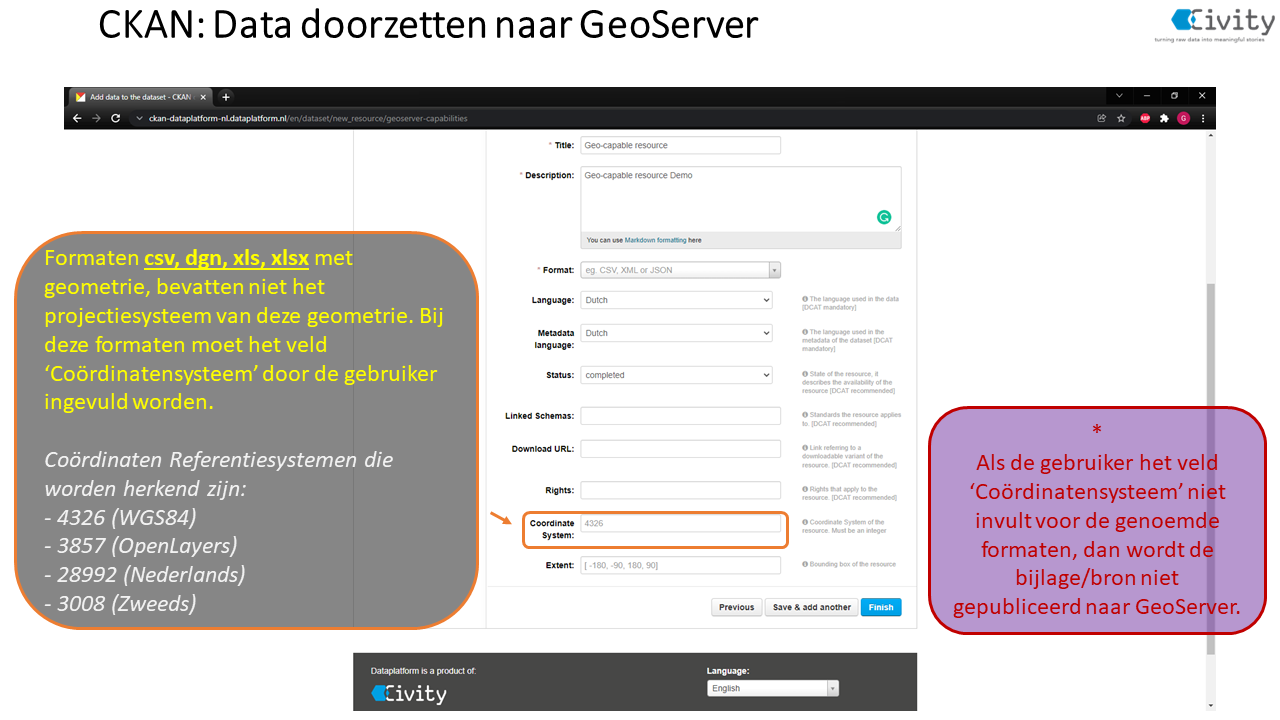 CKAN: Data doorzetten naar GeoServer
Civity
turning raw data into meaningful stories.
Add data to the dataset - CKAN
ckan-dataplatform-nl.dataplatform.nl/en/dataset/new_resource/geoserver-capabilities
ABP
G
* Title:
Geo-capable resource
* Description:
Geo-capable resource Demo
You can use Markdown formatting here
* Format:
eg. CSV, XML or JSON
Language:
Dutch
The language used in the data
[DCAT mandatory]
Metadata
language:
Dutch
The language used in the
metadata of the dataset [DCAT
mandatory]
Status:
completed
State of the resource, it
describes the availability of the
resource [DCAT recommended]
Linked Schemas:
Standards the resource applies
to. [DCAT recommended]
Download URL:
Link referring to a
downloadable variant of the
resource. [DCAT recommended]
Rights:
Rights that apply to the
resource. [DCAT recommended]
Coordinate
System:
4326
Coordinate System of the
resource. Must be an integer
Extent:
[ -180, -90, 180, 90]
Bounding box of the resource
Previous
Save & add another
Finish
Dataplatform is a product of:
Civity
Language:
English
Formaten csv, dgn, xls, xlsx met
geometrie, bevatten niet het
projectiesysteem van deze geometrie. Bij
deze formaten moet het veld
‘Coördinatensysteem’ door de gebruiker
ingevuld worden.
Coördinaten Referentiesystemen die
worden herkend zijn:
- 4326 (WGS84)
- 3857 (OpenLayers)
- 28992 (Nederlands)
- 3008 (Zweeds)
*
Als de gebruiker het veld
‘Coördinatensysteem’ niet
invult voor de genoemde
formaten, dan wordt de
bijlage/bron niet
gepubliceerd naar GeoServer.